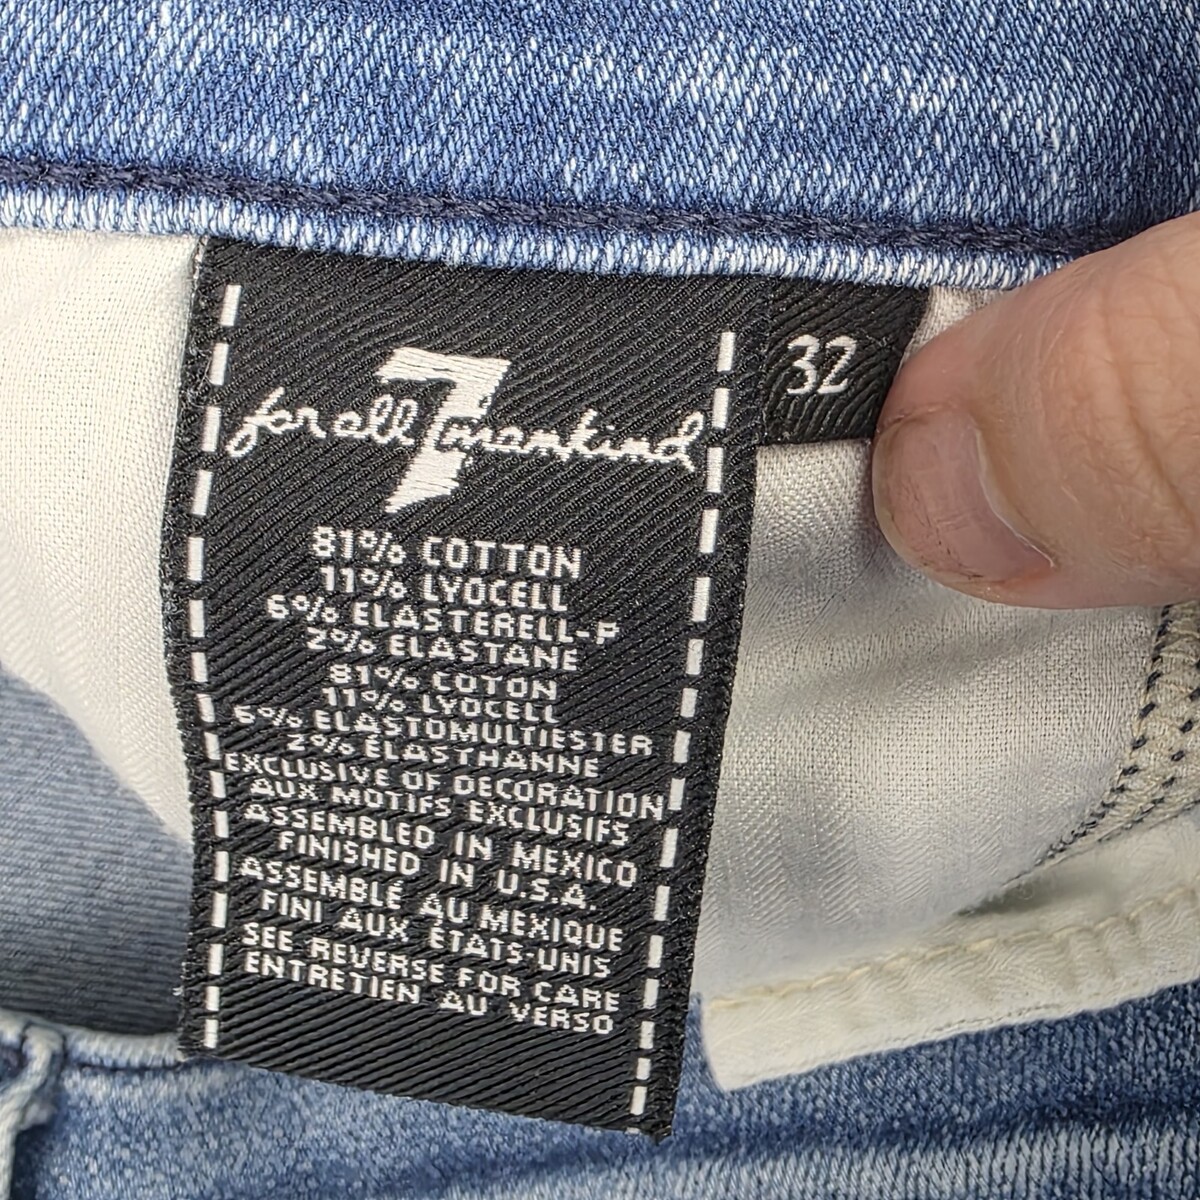 for all 7 mankind
32
81% COTTON
11% LYOCELL
6% ELASTERELL-P
2% ELASTANE
81% COTON
11% LYOCELL
6% ELASTOMULTIESTER
2% ÉLASTHANNE
EXCLUSIVE OF DECORATION
AUX MOTIFS EXCLUSIFS
ASSEMBLED IN MEXICO
FINISHED IN U.S.A.
ASSEMBLÉ AU MEXIQUE
FINI AUX ÉTATS-UNIS
SEE REVERSE FOR CARE
ENTRETIEN AU VERSO